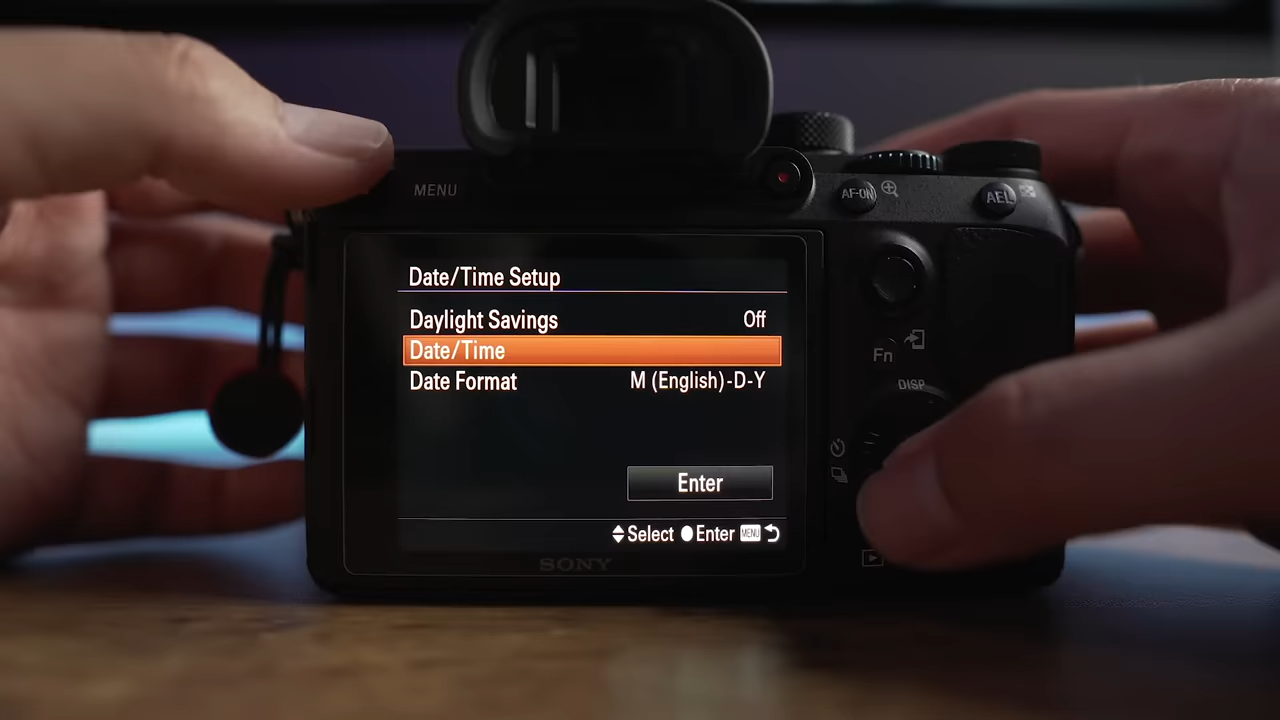 MENU
AF-ON
AEL
Date/Time Setup
Daylight Savings Off
Date/Time
Date Format M (English)-D-Y
Fn
DISP
Enter
Select Enter MENU
SONY